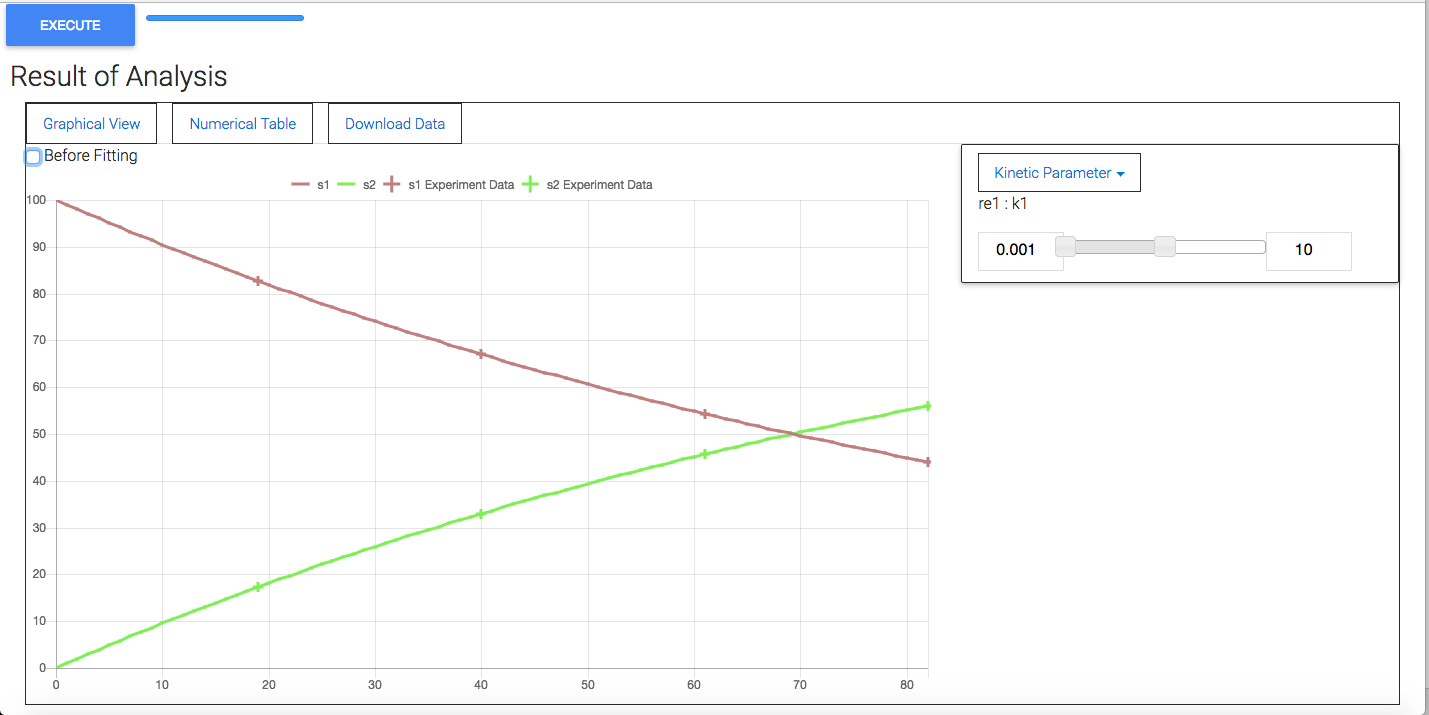 EXECUTE
Result of Analysis
Graphical View Numerical Table Download Data
Before Fitting
s1 s2 s1 Experiment Data s2 Experiment Data
100
90
80
70
60
50
40
30
20
10
0
0 10 20 30 40 50 60 70 80
Kinetic Parameter
re1 : k1
0.001 10